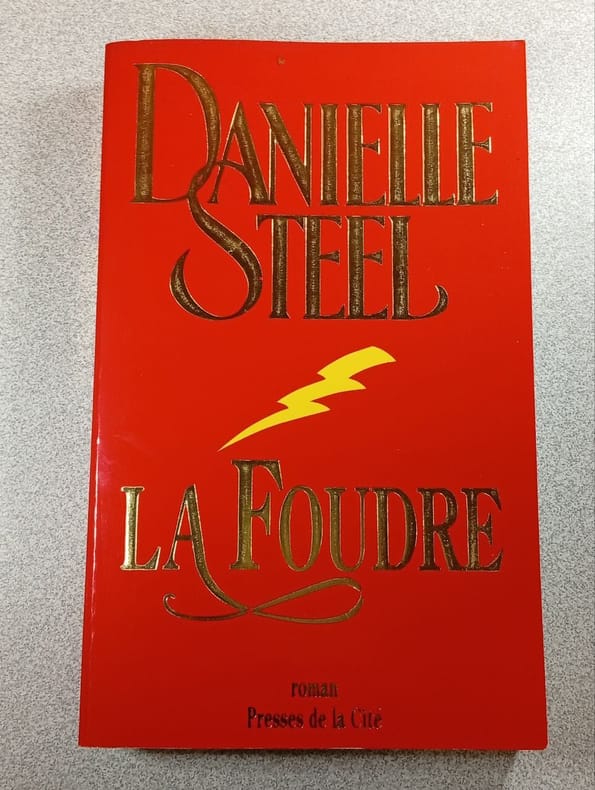 DANIELLE
STEEL
LA FOUDRE
roman
Presses de la Cité